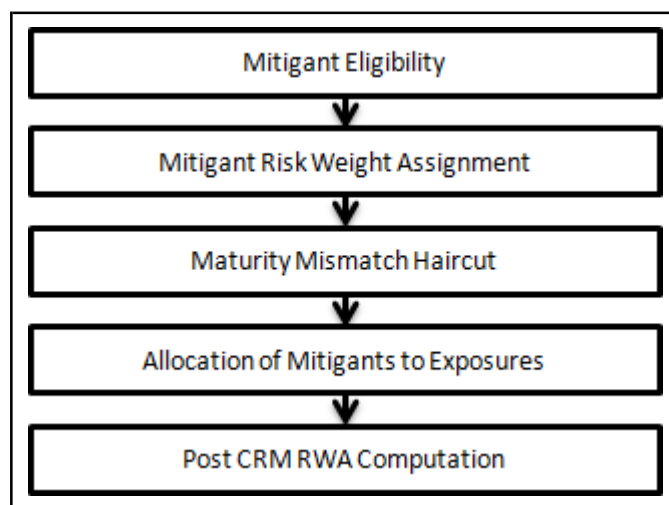 Mitigant Eligibility
Mitigant Risk Weight Assignment
Maturity Mismatch Haircut
Allocation of Mitigants to Exposures
Post CRM RWA Computation